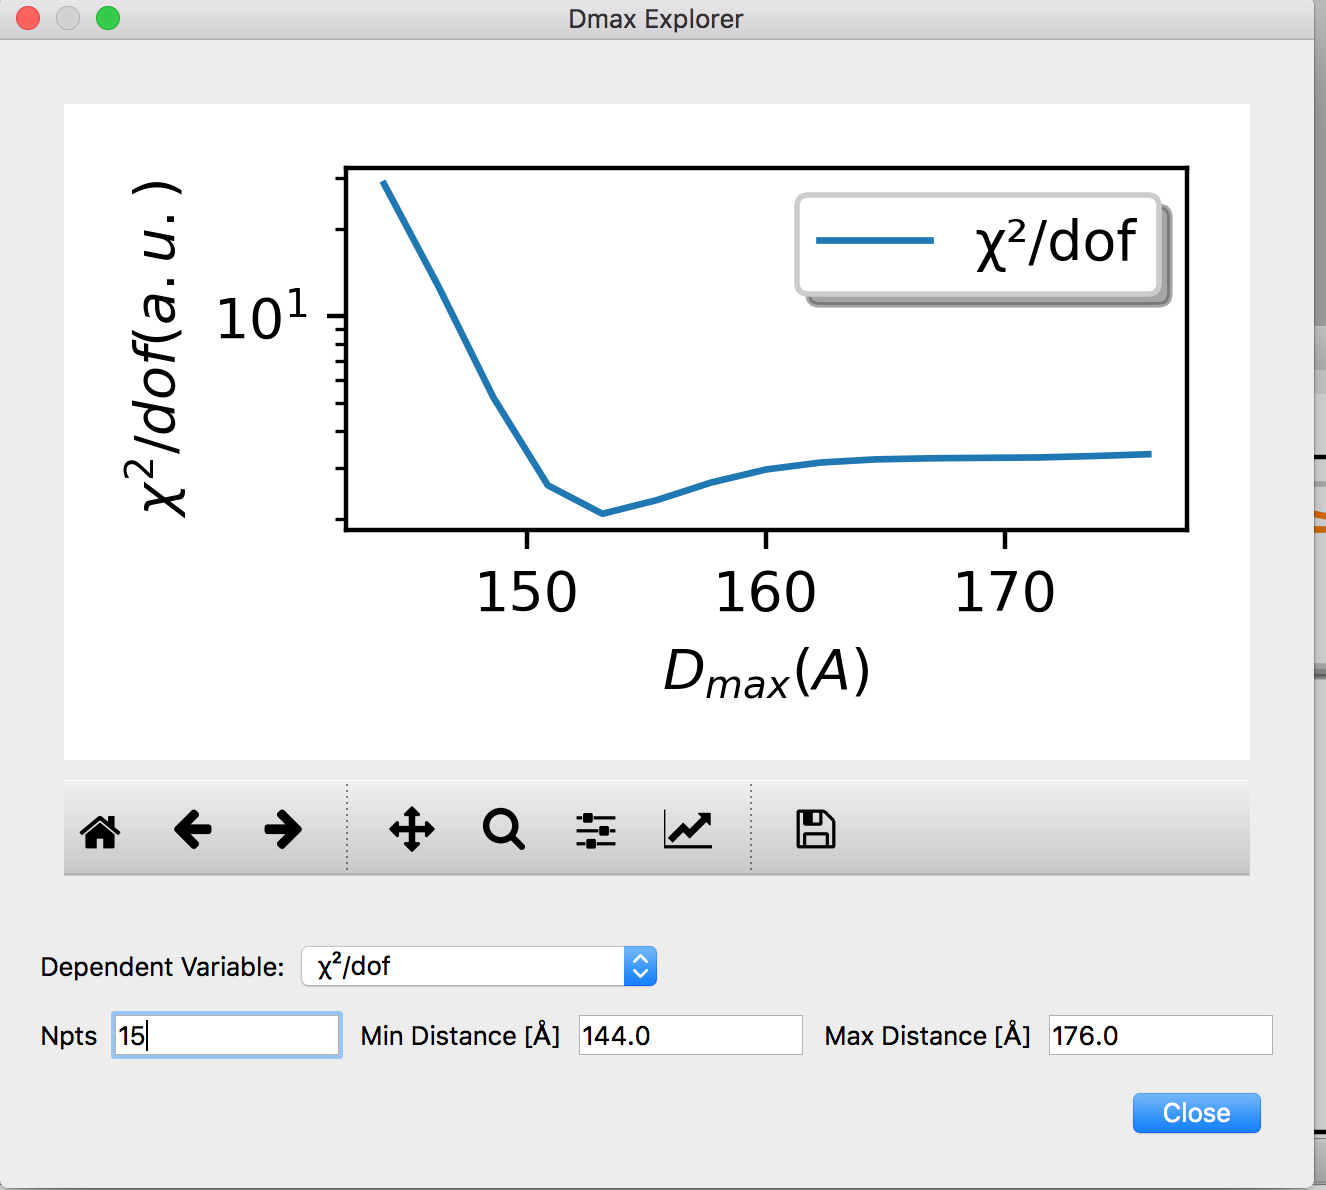 Dmax Explorer
χ²/dof(a.u.)
10¹
χ²/dof
150 160 170
Dmax(A)
Dependent Variable: χ²/dof
Npts 15 Min Distance [Å] 144.0 Max Distance [Å] 176.0
Close